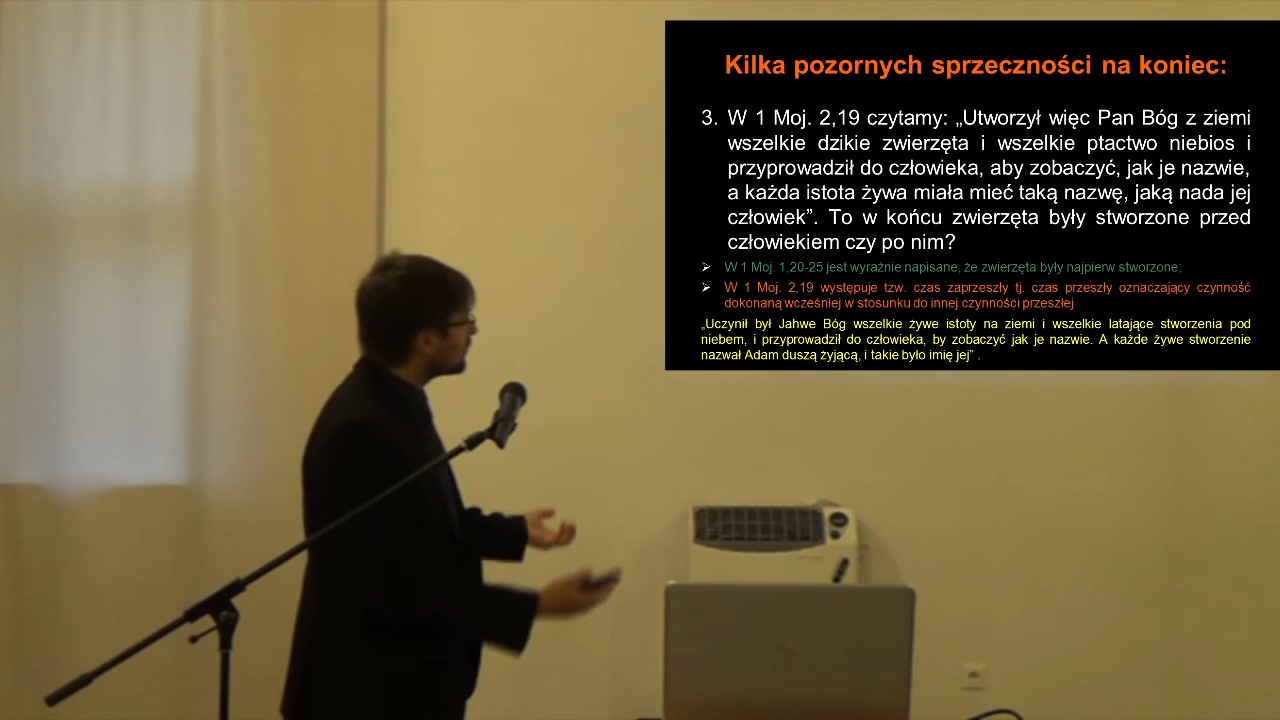 Kilka pozornych sprzeczności na koniec:
3. W 1 Moj. 2,19 czytamy: „Utworzył więc Pan Bóg z ziemi
wszelkie dzikie zwierzęta i wszelkie ptactwo niebios i
przyprowadził do człowieka, aby zobaczyć, jak je nazwie,
a każda istota żywa miała mieć taką nazwę, jaką nada jej
człowiek”. To w końcu zwierzęta były stworzone przed
człowiekiem czy po nim?
➢ W 1 Moj. 1,20-25 jest wyraźnie napisane, że zwierzęta były najpierw stworzone;
➢ W 1 Moj. 2,19 występuje tzw. czas zaprzeszły tj. czas przeszły oznaczający czynność
dokonaną wcześniej w stosunku do innej czynności przeszłej
„Uczynił był Jahwe Bóg wszelkie żywe istoty na ziemi i wszelkie latające stworzenia pod
niebem, i przyprowadził do człowieka, by zobaczyć jak je nazwie. A każde żywe stworzenie
nazwał Adam duszą żyjącą, i takie było imię jej” .